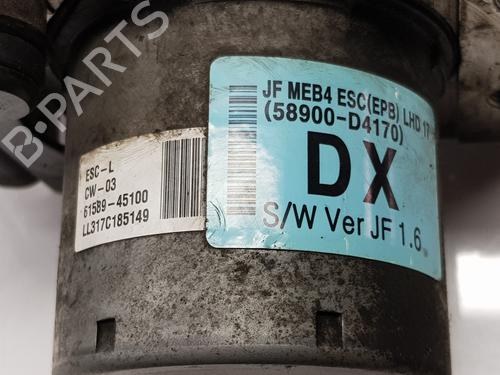 B-PARTS
JF MEB4 ESC(EPB) LHD 17
(58900-D4170)
DX
S/W Ver JF 1.6
ESC-L
CW-03
61589-45100
LL317C185149